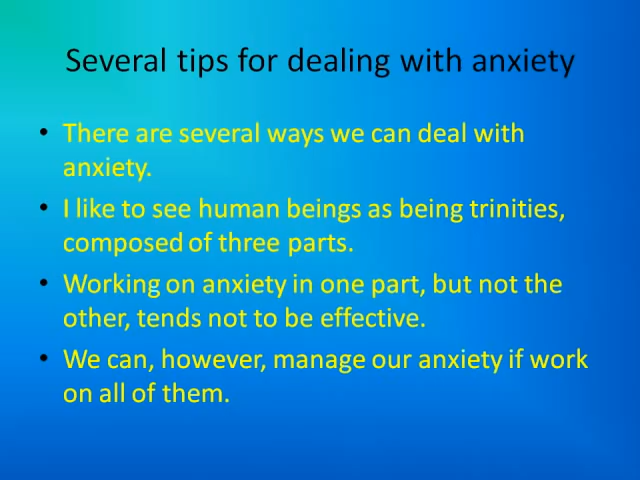 Several tips for dealing with anxiety
• There are several ways we can deal with
anxiety.
• I like to see human beings as being trinities,
composed of three parts.
• Working on anxiety in one part, but not the
other, tends not to be effective.
• We can, however, manage our anxiety if work
on all of them.